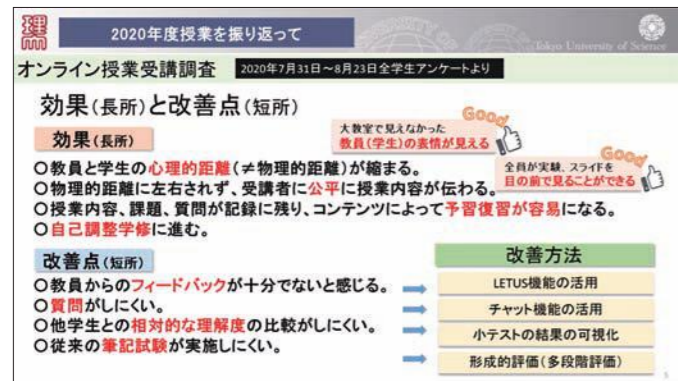 理
2020年度授業を振り返って
Tokyo University of Science
オンライン授業受講調査
2020年7月31日～8月23日全学生アンケートより
効果(長所)と改善点(短所)
Good
大教室で見えなかった
教員(学生)の表情が見える
効果(長所)
Good
全員が実験、スライドを
目の前で見ることができる
〇教員と学生の心理的距離(≠物理的距離)が縮まる。
〇物理的距離に左右されず、受講者に公平に授業内容が伝わる。
〇授業内容、課題、質問が記録に残り、コンテンツによって予習復習が容易になる。
〇自己調整学修に進む。
改善点(短所)
〇教員からのフィードバックが十分でないと感じる。
〇質問がしにくい。
〇他学生との相対的な理解度の比較がしにくい。
〇従来の筆記試験が実施しにくい。
改善方法
LETUS機能の活用
チャット機能の活用
小テストの結果の可視化
形成的評価(多段階評価)